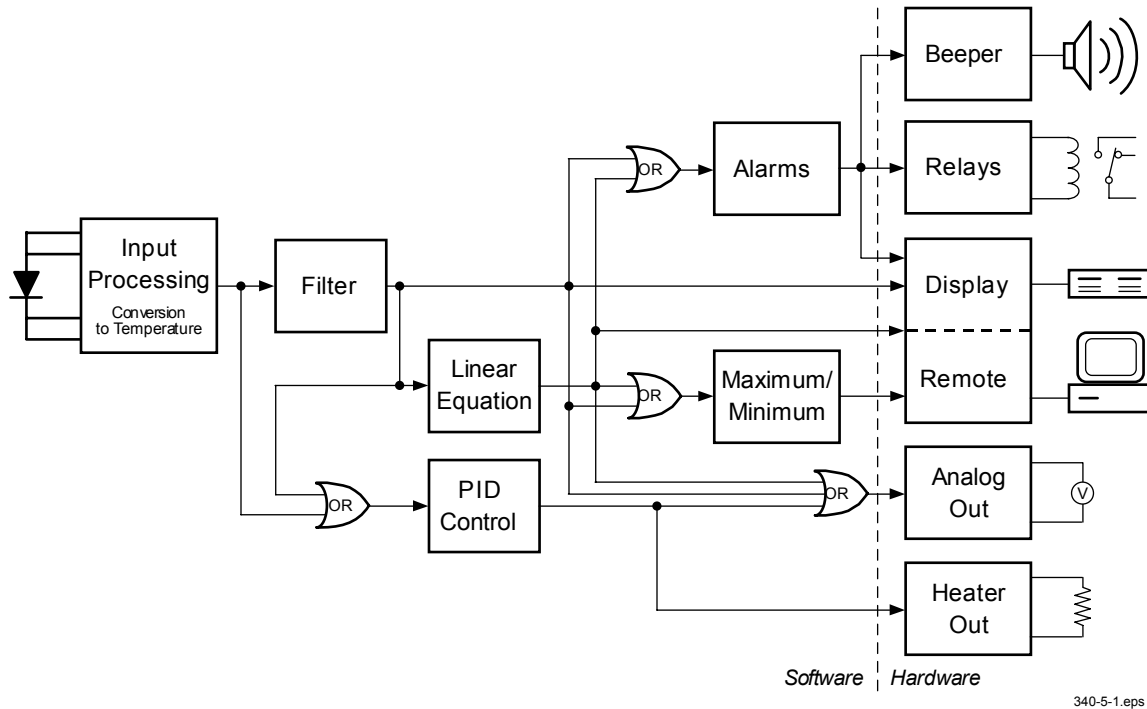 Beeper
OR
Alarms
Relays
Input
Processing
Conversion
to Temperature
Filter
Display
Linear
Equation
OR
Maximum/
Minimum
Remote
OR
PID
Control
OR
Analog
Out
V
Heater
Out
Software
Hardware
340-5-1.eps